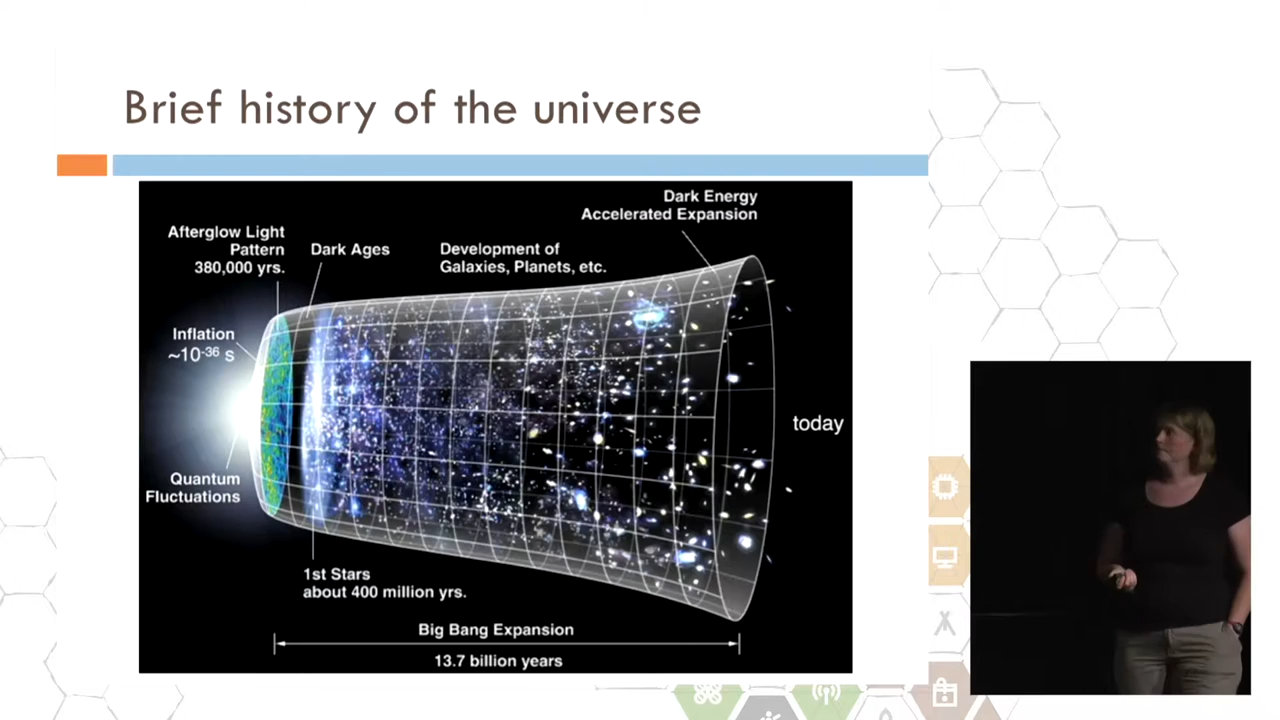 Brief history of the universe
Dark Energy
Accelerated Expansion
Afterglow Light
Pattern
380,000 yrs.
Dark Ages
Development of
Galaxies, Planets, etc.
Inflation
~10⁻³⁶ s
today
Quantum
Fluctuations
1st Stars
about 400 million yrs.
Big Bang Expansion
13.7 billion years